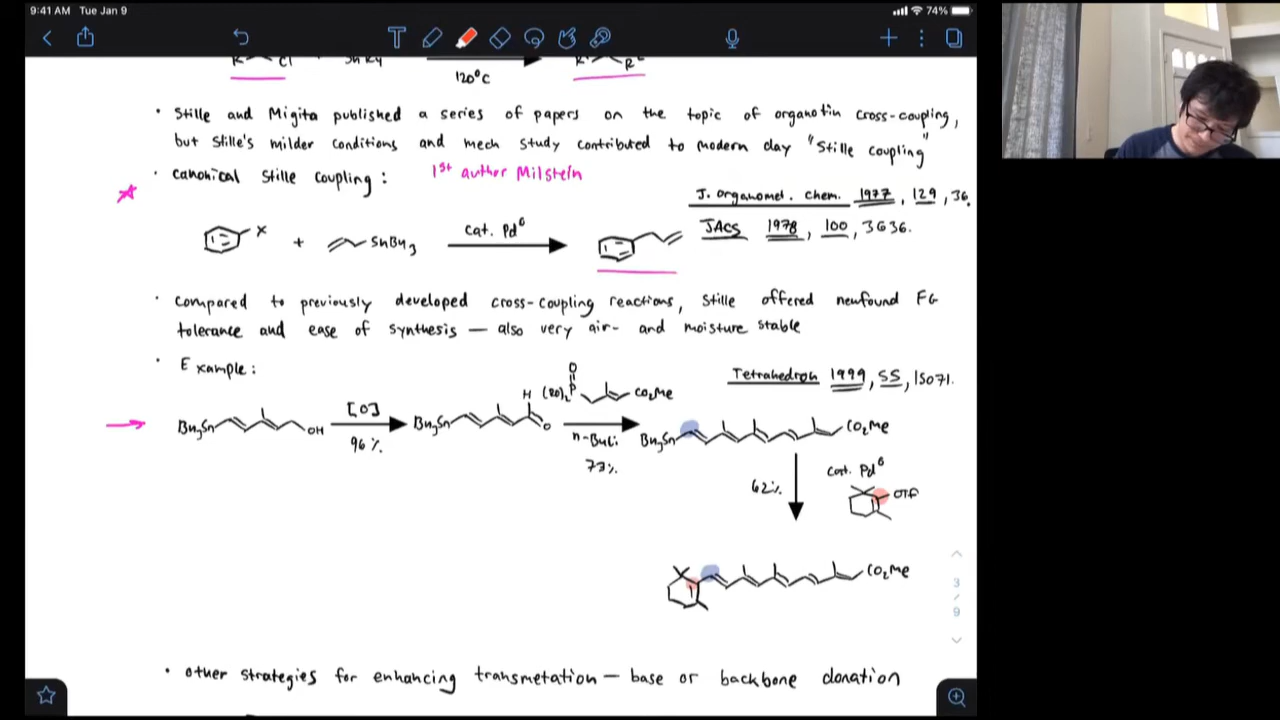 9:41 AM Tue Jan 9
74%
120°C
• Stille and Migita published a series of papers on the topic of organotin cross-coupling,
but Stille's milder conditions and mech study contributed to modern day "Stille coupling"
• canonical Stille coupling: 1st author Milstein
J. organomet. chem. 1977, 129, 36.
JACS 1978, 100, 3636.
X + SnBu3 cat. Pd0
• compared to previously developed cross-coupling reactions, Stille offered newfound FG
tolerance and ease of synthesis — also very air- and moisture stable
• Example:
Tetrahedron 1999, 55, 15071.
Bu3Sn OH [O] 96% Bu3Sn H O (RO)2 P O CO2Me n-BuLi 73% Bu3Sn CO2Me
62% cat. Pd0
OTf
CO2Me
3 / 9
• other strategies for enhancing transmetation — base or backbone donation